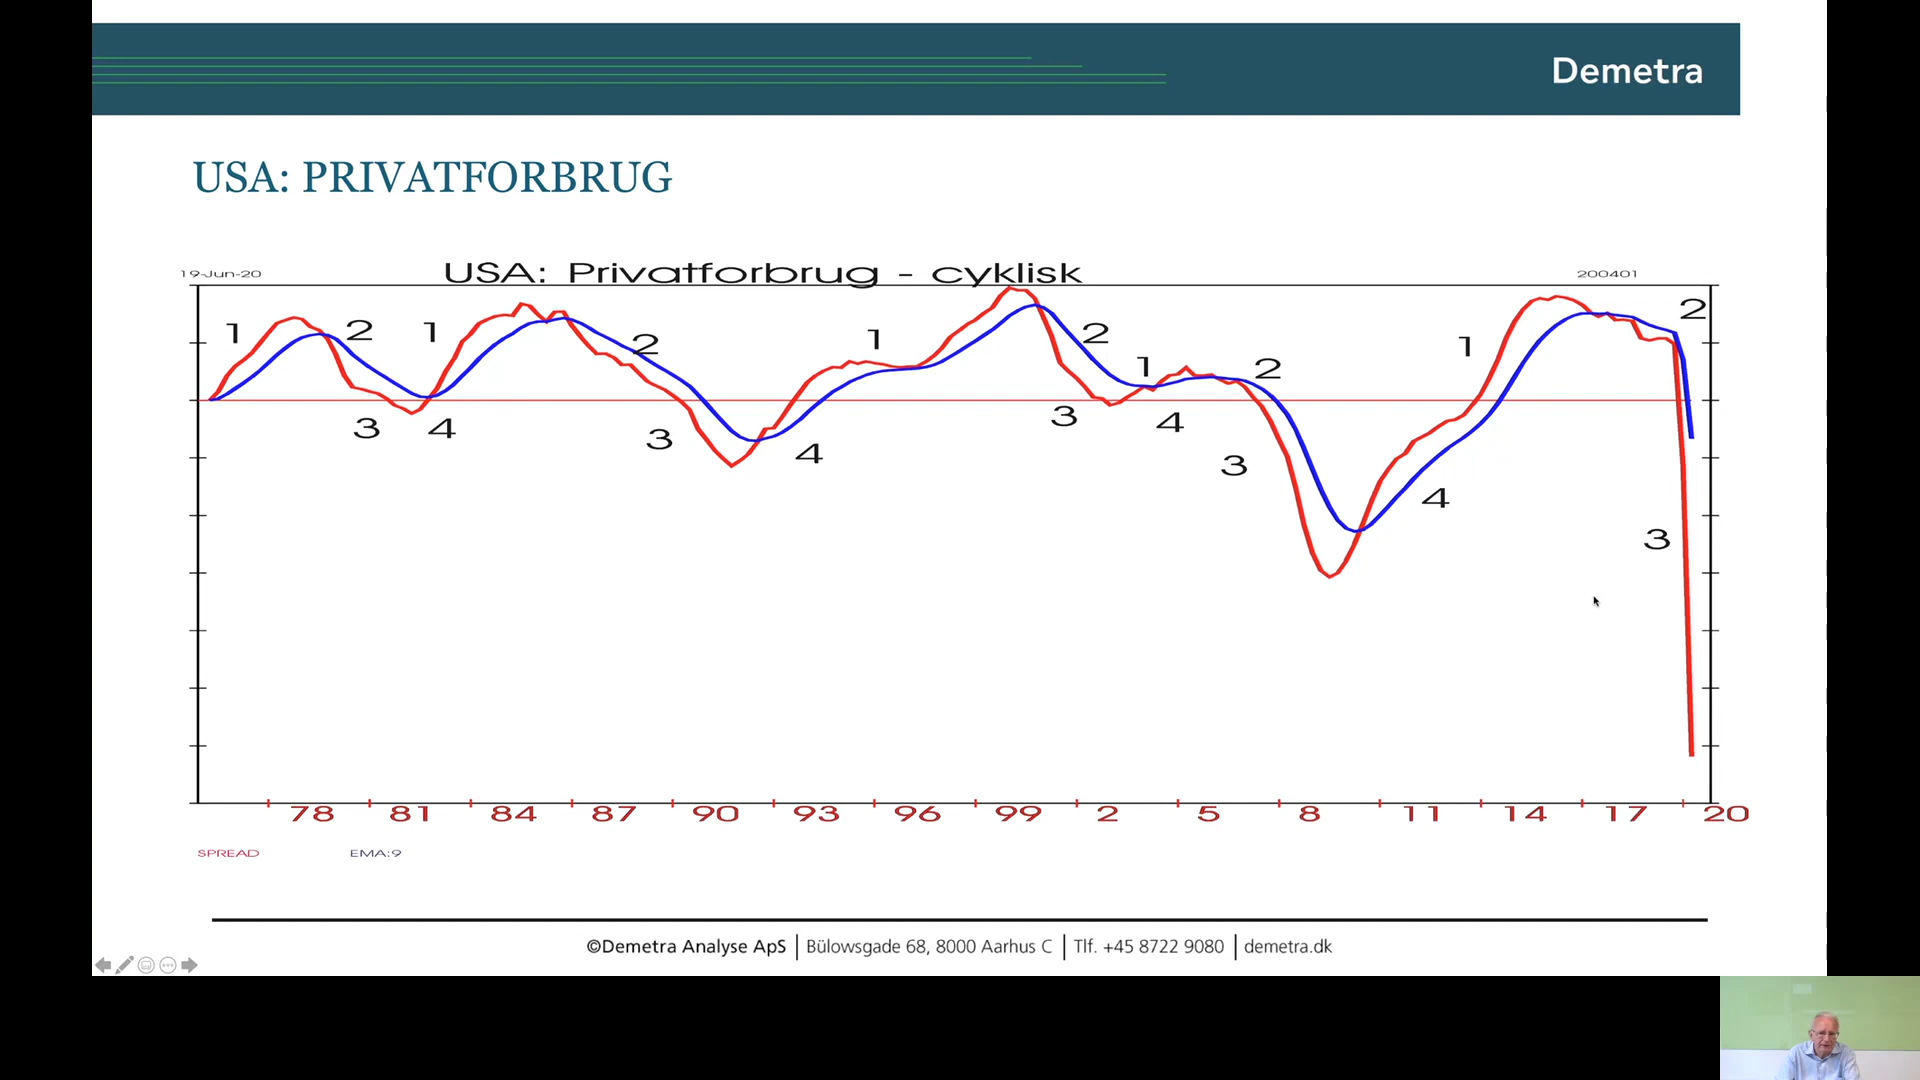 Demetra
USA: PRIVATFORBRUG
19-Jun-20
USA: Privatforbrug - cyklisk
200401
1 2 1 2 1 2 1 2 1 2
3 4 3 4 3 4 3 4 3
78 81 84 87 90 93 96 99 2 5 8 11 14 17 20
SPREAD EMA:9
©Demetra Analyse ApS | Bülowsgade 68, 8000 Aarhus C | Tlf. +45 8722 9080 | demetra.dk